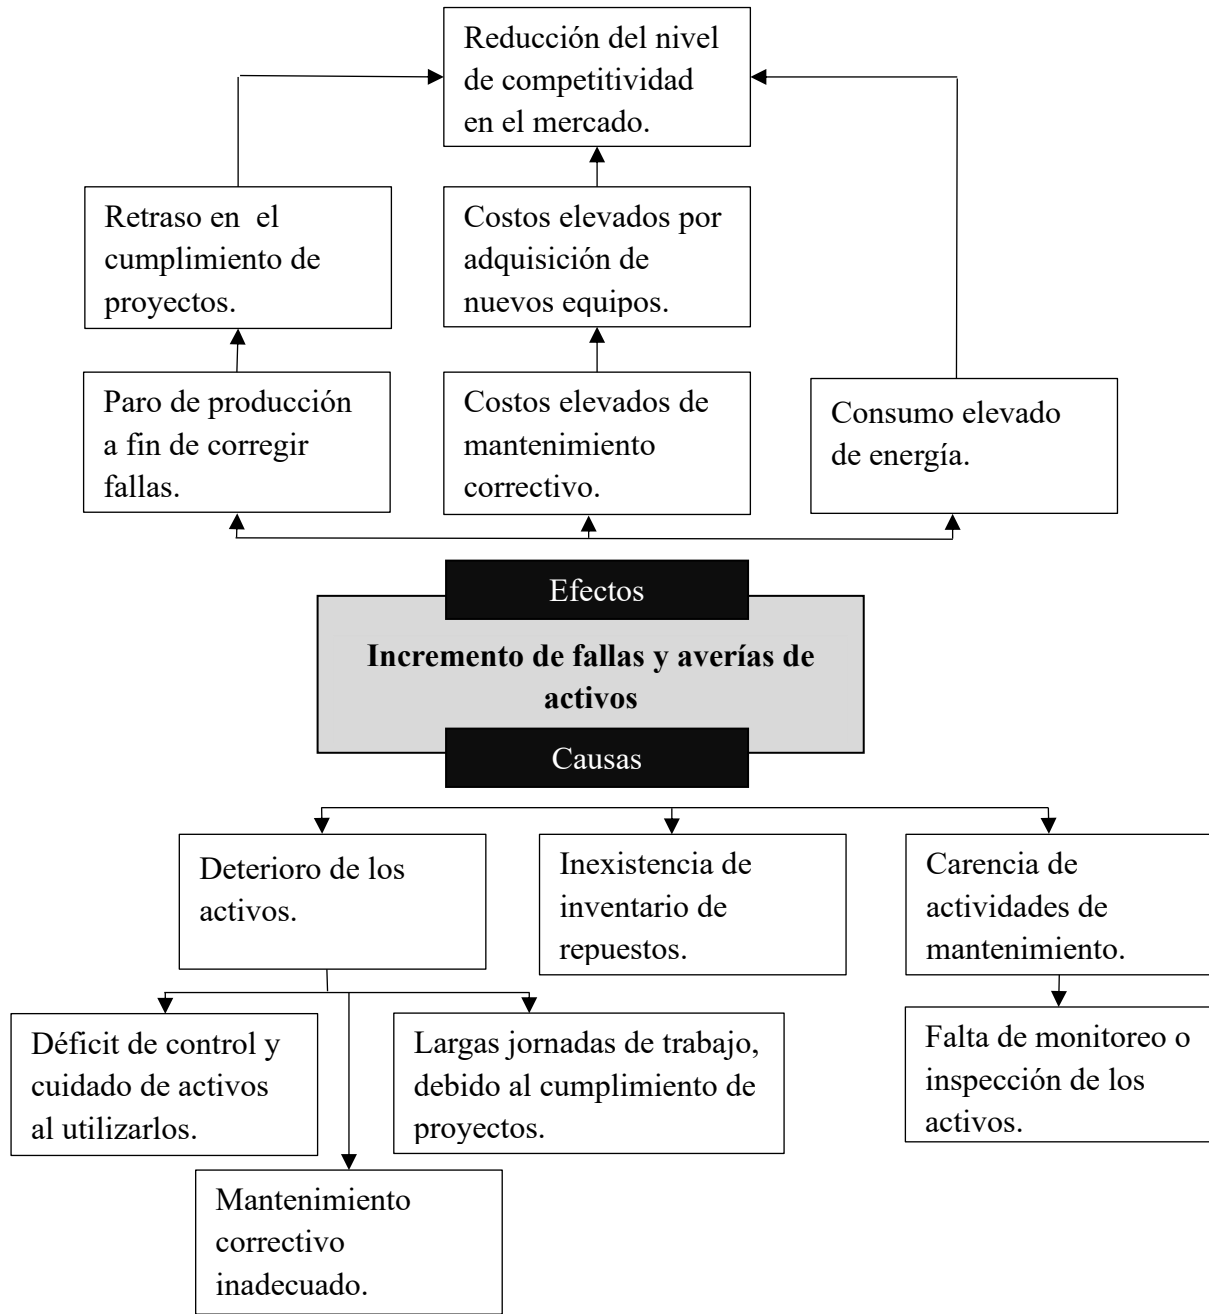 Reducción del nivel
de competitividad
en el mercado.
Retraso en  el
cumplimiento de
proyectos.
Costos elevados por
adquisición de
nuevos equipos.
Paro de producción
a fin de corregir
fallas.
Costos elevados de
mantenimiento
correctivo.
Consumo elevado
de energía.
Efectos
Incremento de fallas y averías de
activos
Causas
Deterioro de los
activos.
Inexistencia de
inventario de
repuestos.
Carencia de
actividades de
mantenimiento.
Déficit de control y
cuidado de activos
al utilizarlos.
Largas jornadas de trabajo,
debido al cumplimiento de
proyectos.
Falta de monitoreo o
inspección de los
activos.
Mantenimiento
correctivo
inadecuado.